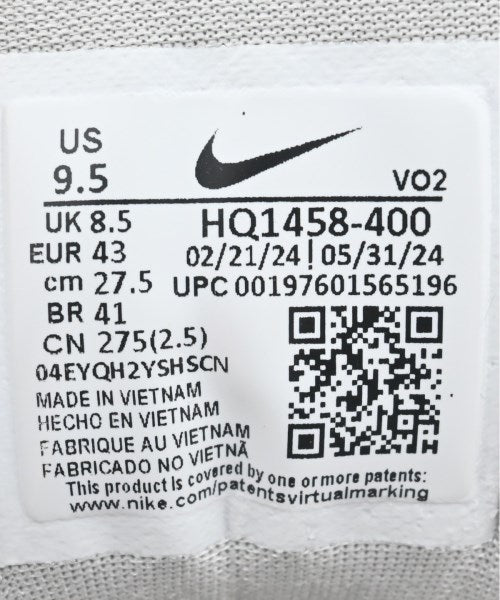 US
9.5
VO2
UK 8.5
HQ1458-400
EUR 43
02/21/24|05/31/24
cm 27.5
UPC 00197601565196
BR 41
CN 275(2.5)
04EYQH2YSHSCN
MADE IN VIETNAM
HECHO EN VIETNAM
FABRIQUE AU VIETNAM
FABRICADO NO VIETNÃ
This product is covered by one or more patents:
www.nike.com/patentsvirtualmarking